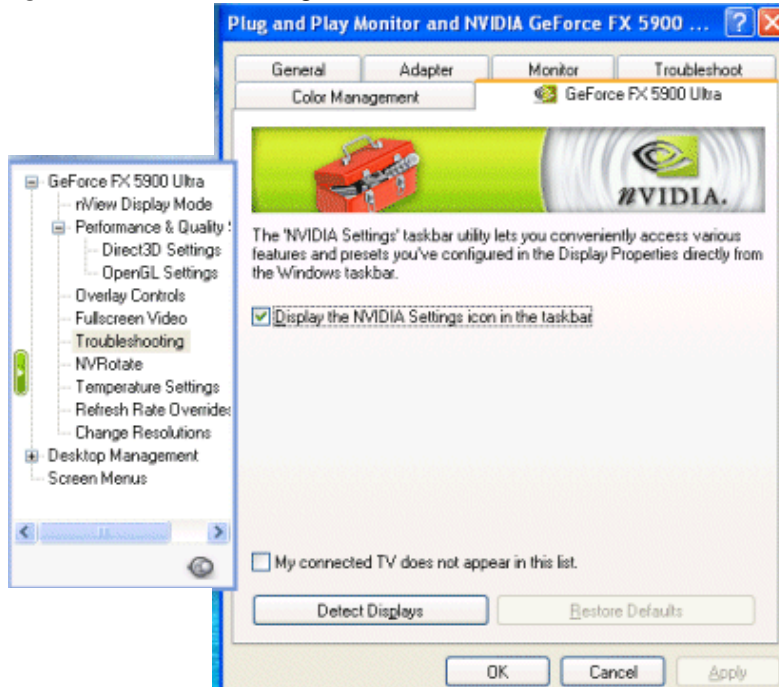 Plug and Play Monitor and NVIDIA GeForce FX 5900 ...
General
Adapter
Monitor
Troubleshoot
Color Management
GeForce FX 5900 Ultra
NVIDIA.
The 'NVIDIA Settings' taskbar utility lets you conveniently access various
features and presets you've configured in the Display Properties directly from
the Windows taskbar.
Display the NVIDIA Settings icon in the taskbar
My connected TV does not appear in this list.
Detect Displays
Restore Defaults
OK
Cancel
Apply
GeForce FX 5900 Ultra
nView Display Mode
Performance & Quality
Direct3D Settings
OpenGL Settings
Overlay Controls
Fullscreen Video
Troubleshooting
NVRotate
Temperature Settings
Refresh Rate Overrides
Change Resolutions
Desktop Management
Screen Menus